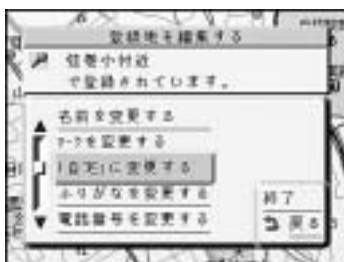 登録地を編集する
弦巻小付近
で登録されています。
名前を変更する
マークを変更する
「自宅」に変更する
ふりがなを変更する
電話番号を変更する
終了
戻る